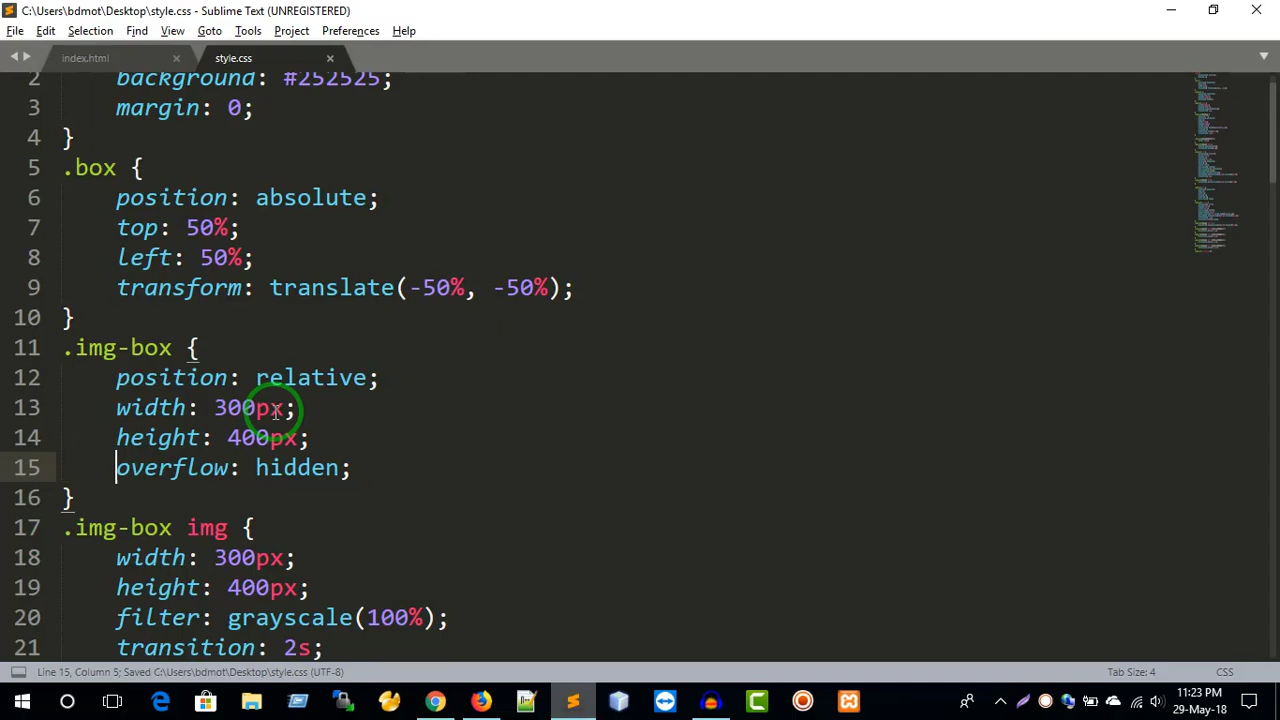 C:\Users\bdmot\Desktop\style.css - Sublime Text (UNREGISTERED)
File Edit Selection Find View Goto Tools Project Preferences Help
index.html style.css
2 background: #252525;
3 margin: 0;
4 }
5 .box {
6 position: absolute;
7 top: 50%;
8 left: 50%;
9 transform: translate(-50%, -50%);
10 }
11 .img-box {
12 position: relative;
13 width: 300px;
14 height: 400px;
15 overflow: hidden;
16 }
17 .img-box img {
18 width: 300px;
19 height: 400px;
20 filter: grayscale(100%);
21 transition: 2s;
Line 15, Column 5; Saved C:\Users\bdmot\Desktop\style.css (UTF-8) Tab Size: 4 CSS
11:23 PM
29-May-18